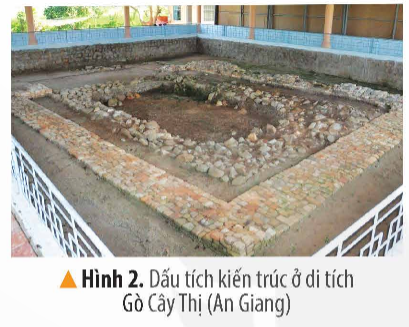 ▲ Hình 2. Dấu tích kiến trúc ở di tích
Gò Cây Thị (An Giang)